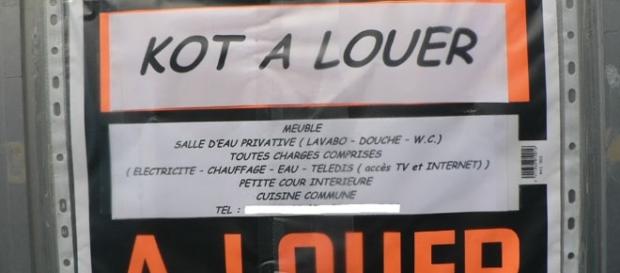 KOT A LOUER
MEUBLE
SALLE D'EAU PRIVATIVE ( LAVABO - DOUCHE - W.C.)
TOUTES CHARGES COMPRISES
( ELECTRICITE - CHAUFFAGE - EAU - TELEDIS ( accès TV et INTERNET) )
PETITE COUR INTERIEURE
CUISINE COMMUNE
TEL :
A LOUER